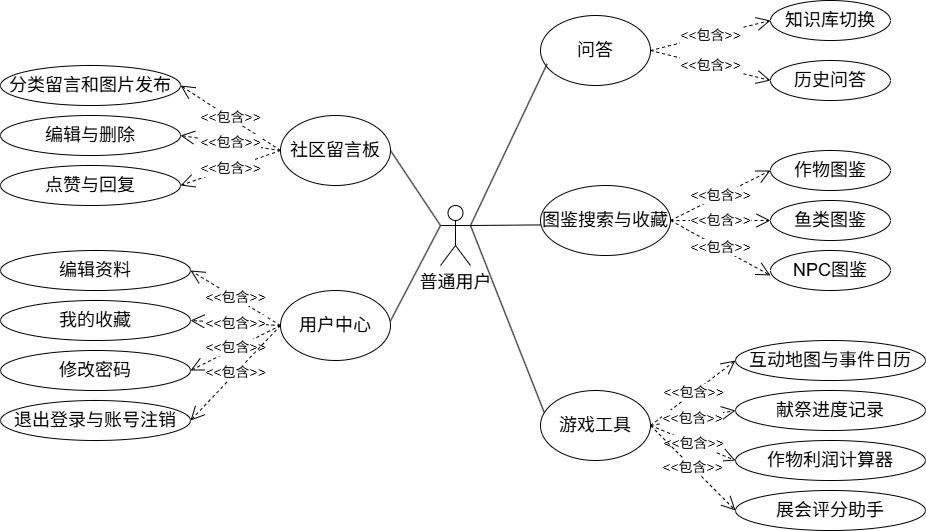 问答
<<包含>>
知识库切换
<<包含>>
历史问答
社区留言板
<<包含>>
分类留言和图片发布
<<包含>>
编辑与删除
<<包含>>
点赞与回复
图鉴搜索与收藏
<<包含>>
作物图鉴
<<包含>>
鱼类图鉴
<<包含>>
NPC图鉴
普通用户
用户中心
<<包含>>
编辑资料
<<包含>>
我的收藏
<<包含>>
修改密码
<<包含>>
退出登录与账号注销
游戏工具
<<包含>>
互动地图与事件日历
<<包含>>
献祭进度记录
<<包含>>
作物利润计算器
<<包含>>
展会评分助手